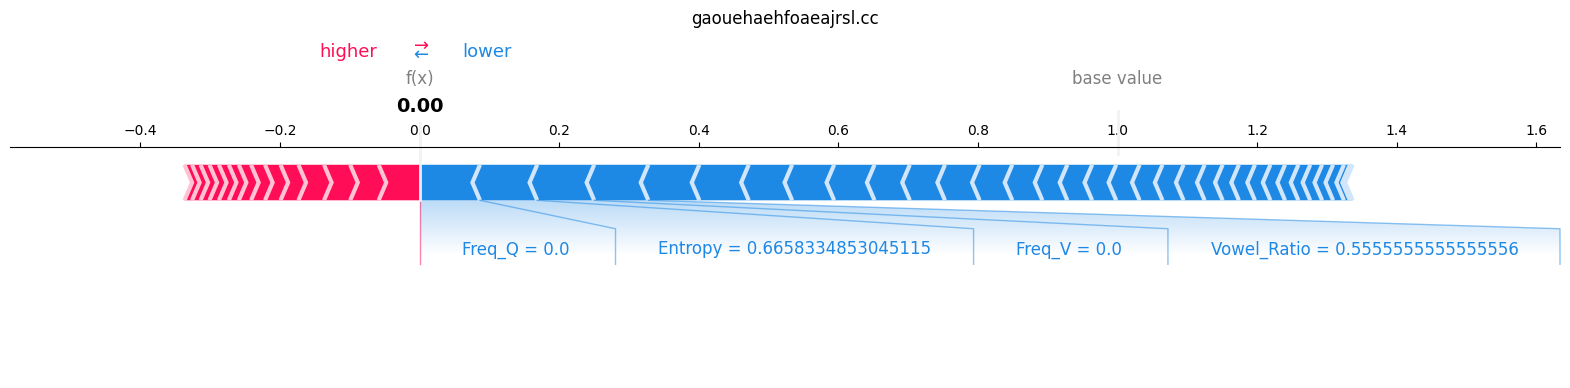 gaouehaehfoaeajrsl.cc
higher ⇄ lower
f(x) base value
0.00
−0.4 −0.2 0.0 0.2 0.4 0.6 0.8 1.0 1.2 1.4 1.6
Freq_Q = 0.0 Entropy = 0.6658334853045115 Freq_V = 0.0 Vowel_Ratio = 0.5555555555555556